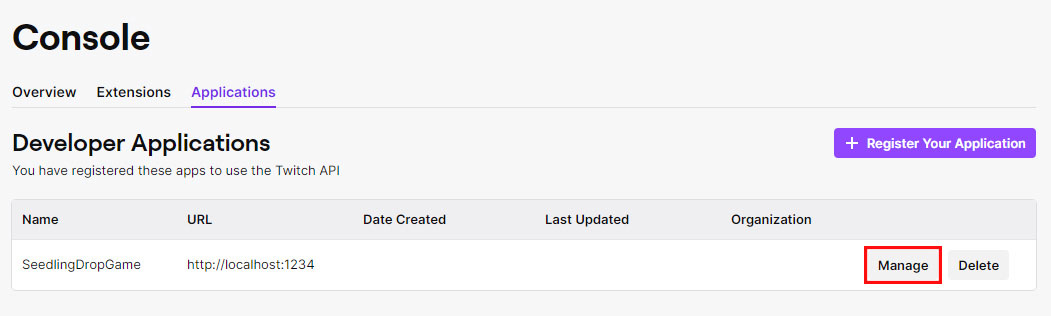 Console
Overview Extensions Applications
Developer Applications
+ Register Your Application
You have registered these apps to use the Twitch API
Name URL Date Created Last Updated Organization
SeedlingDropGame http://localhost:1234 Manage Delete